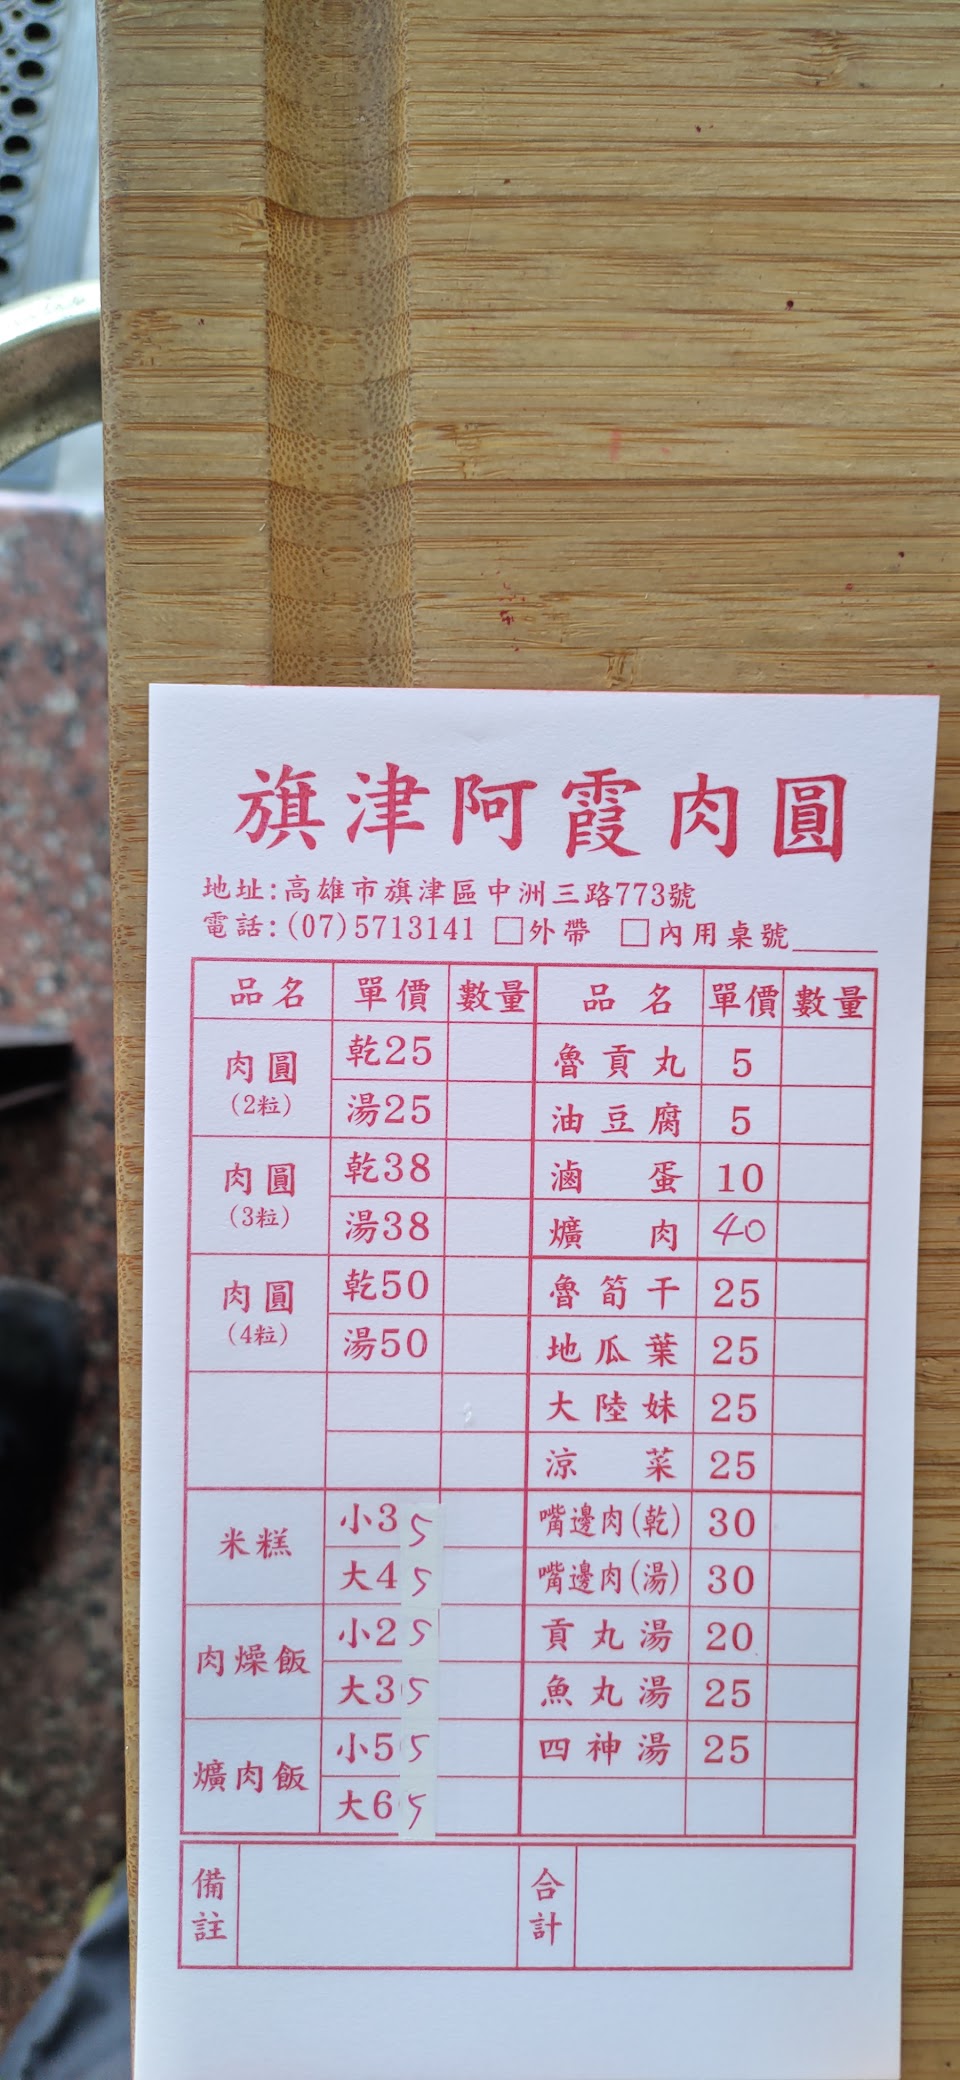 旗津阿霞肉圓
地址:高雄市旗津區中洲三路773號
電話:(07)5713141 □外帶 □內用桌號____
品名 單價 數量 品名 單價 數量
肉圓(2粒) 乾25 魯貢丸 5
湯25 油豆腐 5
肉圓(3粒) 乾38 滷蛋 10
湯38 爌肉 40
肉圓(4粒) 乾50 魯筍干 25
湯50 地瓜葉 25
大陸妹 25
涼菜 25
米糕 小35 嘴邊肉(乾) 30
大45 嘴邊肉(湯) 30
肉燥飯 小25 貢丸湯 20
大35 魚丸湯 25
爌肉飯 小55 四神湯 25
大65
備註 合計